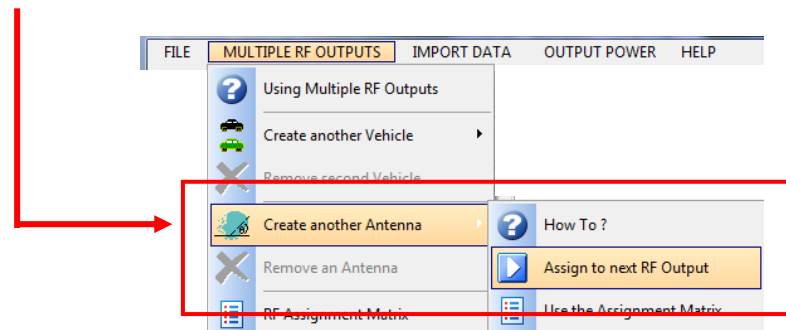 FILE MULTIPLE RF OUTPUTS IMPORT DATA OUTPUT POWER HELP
Using Multiple RF Outputs
Create another Vehicle
Remove second Vehicle
Create another Antenna
How To ?
Remove an Antenna
Assign to next RF Output
RF Assignment Matrix
Use the Assignment Matrix